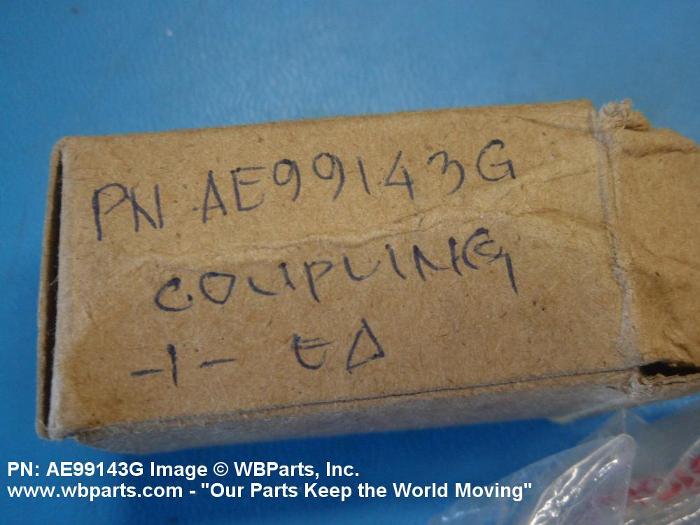 PN AE99143G
COUPLING
-1- EA
PN: AE99143G Image © WBParts, Inc.
www.wbparts.com - "Our Parts Keep the World Moving"